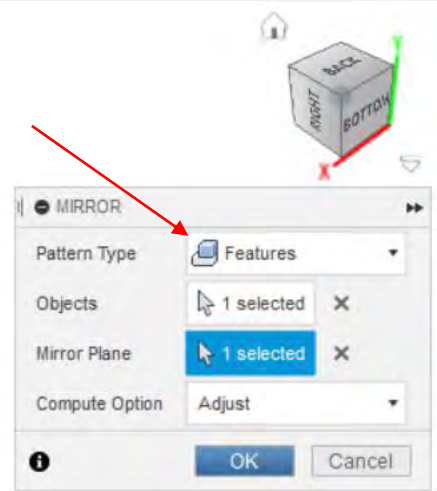 BACK
RIGHT
BOTTOM
Y
X
MIRROR
Pattern Type Features
Objects 1 selected
Mirror Plane 1 selected
Compute Option Adjust
OK Cancel